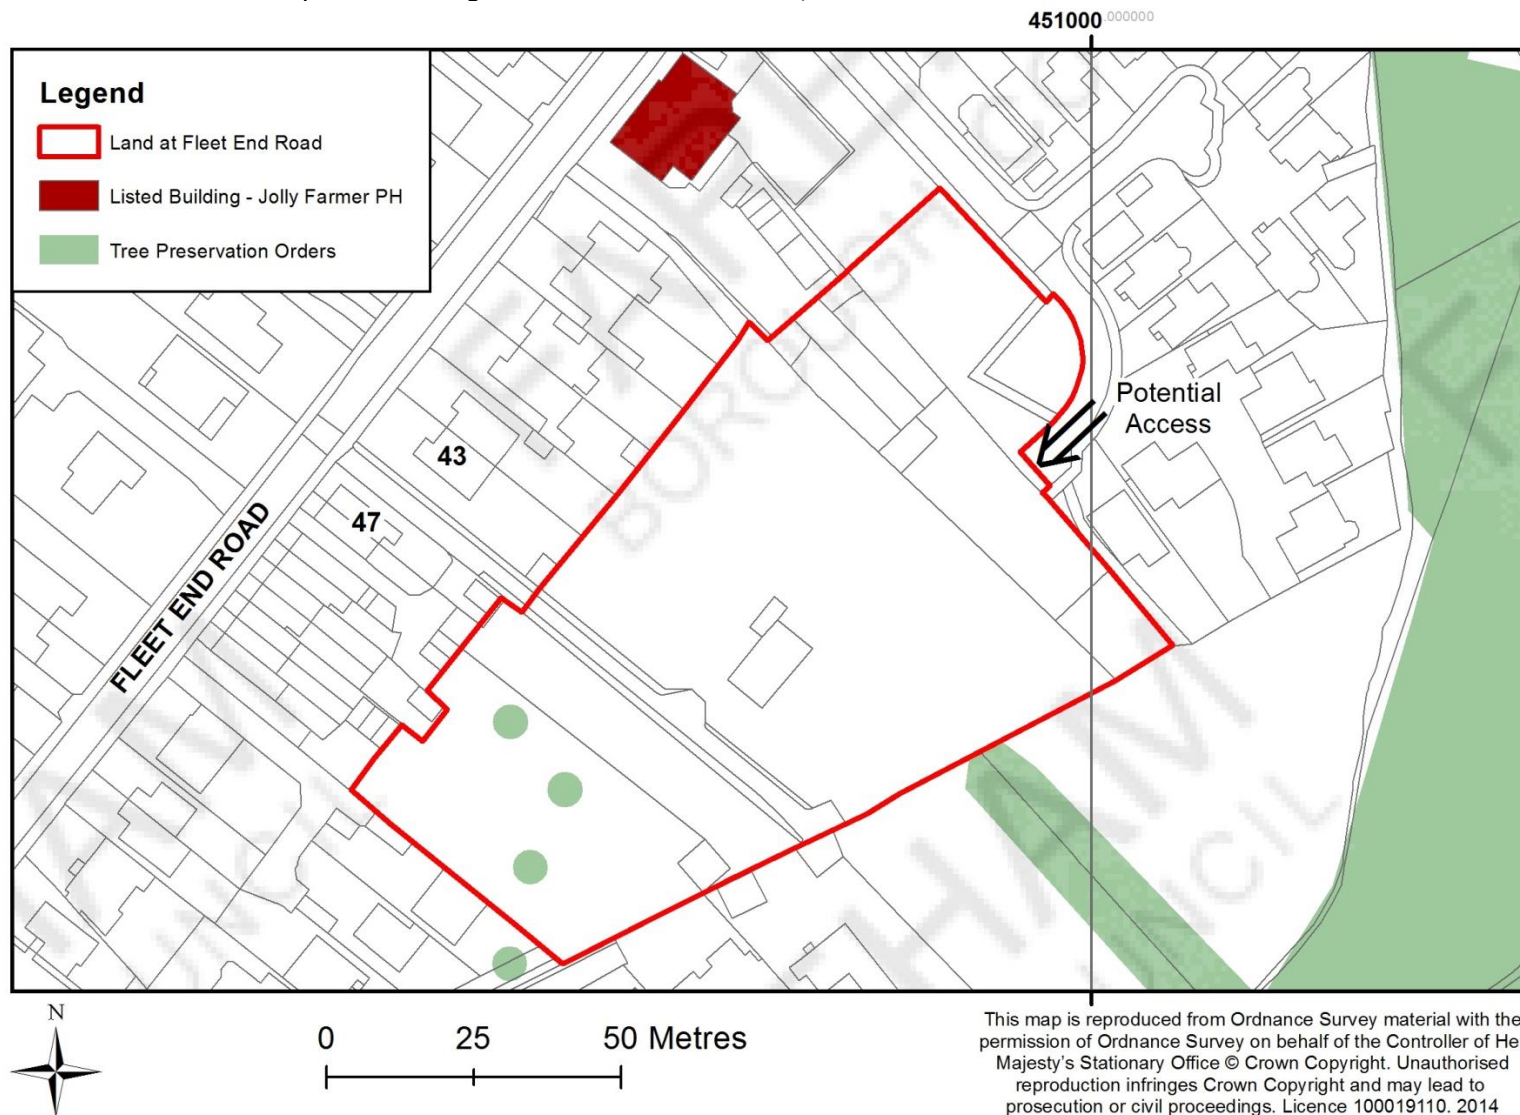 451000.000000
Legend
Land at Fleet End Road
Listed Building - Jolly Farmer PH
Tree Preservation Orders
FAREHAM
BOROUGH
Potential
Access
43
47
FLEET END ROAD
N
0 25 50 Metres
This map is reproduced from Ordnance Survey material with the
permission of Ordnance Survey on behalf of the Controller of He
Majesty's Stationary Office © Crown Copyright. Unauthorised
reproduction infringes Crown Copyright and may lead to
prosecution or civil proceedings. Licence 100019110. 2014